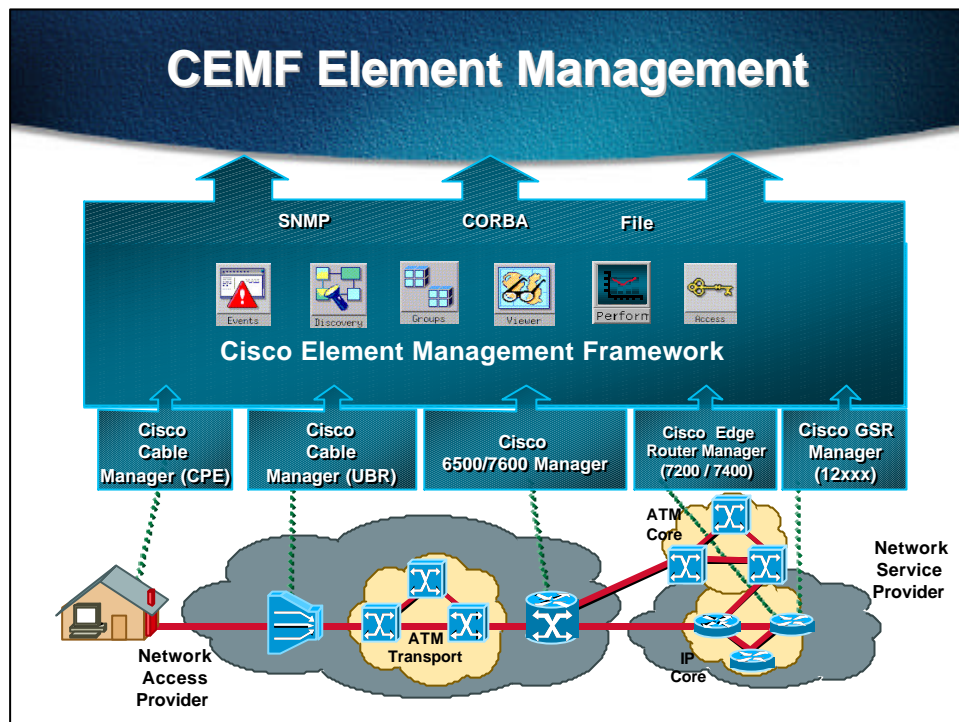 CEMF Element Management
SNMP
CORBA
File
Events
Discovery
Groups
Viewer
Perform
Access
Cisco Element Management Framework
Cisco
Cable
Manager (CPE)
Cisco
Cable
Manager (UBR)
Cisco
6500/7600 Manager
Cisco Edge
Router Manager
(7200 / 7400)
Cisco GSR
Manager
(12xxx)
ATM
Core
Network
Service
Provider
ATM
Transport
IP
Core
Network
Access
Provider